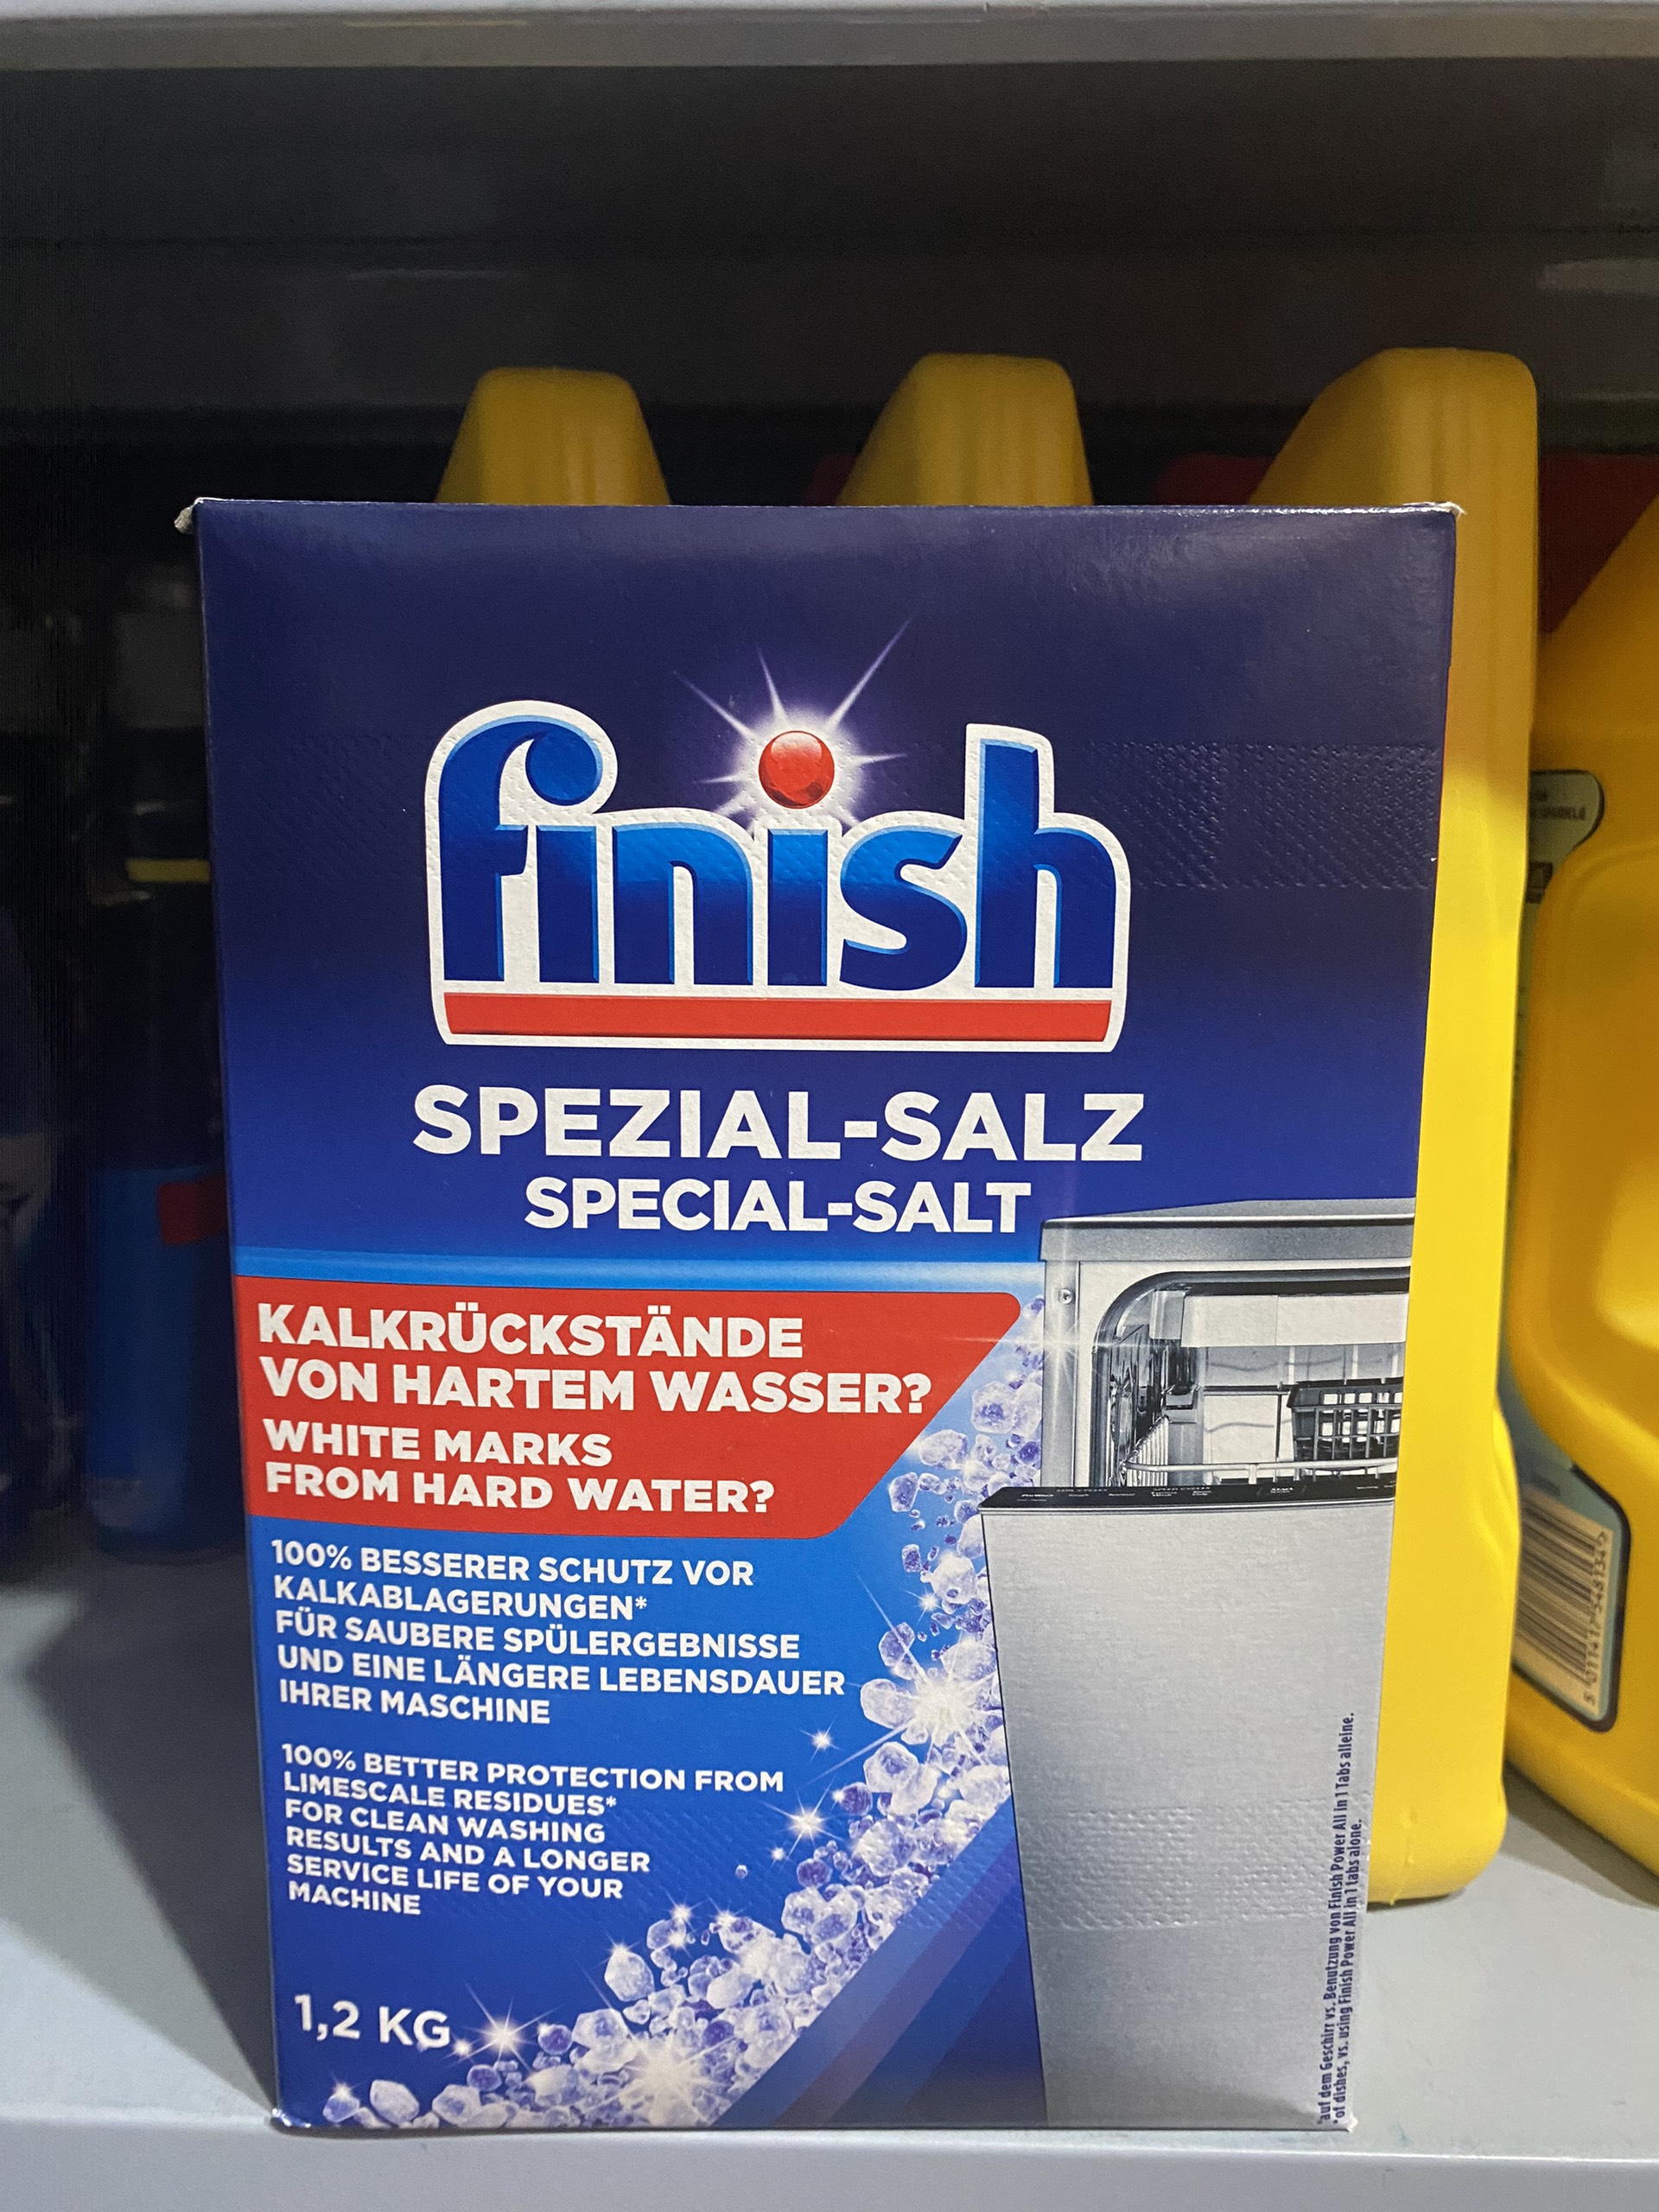 finish
SPEZIAL-SALZ
SPECIAL-SALT
KALKRÜCKSTÄNDE
VON HARTEM WASSER?
WHITE MARKS
FROM HARD WATER?
100% BESSERER SCHUTZ VOR
KALKABLAGERUNGEN*
FÜR SAUBERE SPÜLERGEBNISSE
UND EINE LÄNGERE LEBENSDAUER
IHRER MASCHINE
100% BETTER PROTECTION FROM
LIMESCALE RESIDUES*
FOR CLEAN WASHING
RESULTS AND A LONGER
SERVICE LIFE OF YOUR
MACHINE
1,2 KG
*auf dem Geschirr vs. Benutzung von Finish Power All in 1 Tabs alleine.
*of dishes, vs. using Finish Power All in 1 tabs alone.